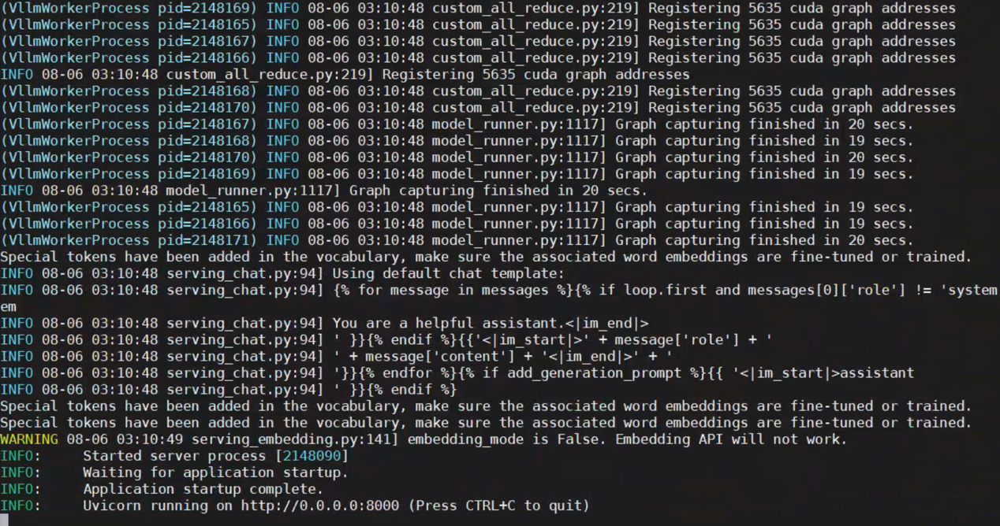 (VllmWorkerProcess pid=2148169) INFO 08-06 03:10:48 custom_all_reduce.py:219] Registering 5635 cuda graph addresses
(VllmWorkerProcess pid=2148165) INFO 08-06 03:10:48 custom_all_reduce.py:219] Registering 5635 cuda graph addresses
(VllmWorkerProcess pid=2148167) INFO 08-06 03:10:48 custom_all_reduce.py:219] Registering 5635 cuda graph addresses
(VllmWorkerProcess pid=2148166) INFO 08-06 03:10:48 custom_all_reduce.py:219] Registering 5635 cuda graph addresses
INFO 08-06 03:10:48 custom_all_reduce.py:219] Registering 5635 cuda graph addresses
(VllmWorkerProcess pid=2148168) INFO 08-06 03:10:48 custom_all_reduce.py:219] Registering 5635 cuda graph addresses
(VllmWorkerProcess pid=2148170) INFO 08-06 03:10:48 custom_all_reduce.py:219] Registering 5635 cuda graph addresses
(VllmWorkerProcess pid=2148167) INFO 08-06 03:10:48 model_runner.py:1117] Graph capturing finished in 20 secs.
(VllmWorkerProcess pid=2148168) INFO 08-06 03:10:48 model_runner.py:1117] Graph capturing finished in 19 secs.
(VllmWorkerProcess pid=2148170) INFO 08-06 03:10:48 model_runner.py:1117] Graph capturing finished in 20 secs.
(VllmWorkerProcess pid=2148169) INFO 08-06 03:10:48 model_runner.py:1117] Graph capturing finished in 19 secs.
INFO 08-06 03:10:48 model_runner.py:1117] Graph capturing finished in 20 secs.
(VllmWorkerProcess pid=2148165) INFO 08-06 03:10:48 model_runner.py:1117] Graph capturing finished in 19 secs.
(VllmWorkerProcess pid=2148166) INFO 08-06 03:10:48 model_runner.py:1117] Graph capturing finished in 19 secs.
(VllmWorkerProcess pid=2148171) INFO 08-06 03:10:48 model_runner.py:1117] Graph capturing finished in 20 secs.
Special tokens have been added in the vocabulary, make sure the associated word embeddings are fine-tuned or trained.
INFO 08-06 03:10:48 serving_chat.py:94] Using default chat template:
INFO 08-06 03:10:48 serving_chat.py:94] {% for message in messages %}{% if loop.first and messages[0]['role'] != 'system
em
INFO 08-06 03:10:48 serving_chat.py:94] You are a helpful assistant.<|im_end|>
INFO 08-06 03:10:48 serving_chat.py:94] ' }}{% endif %}{{'<|im_start|>' + message['role'] + '
INFO 08-06 03:10:48 serving_chat.py:94] ' + message['content'] + '<|im_end|>' + '
INFO 08-06 03:10:48 serving_chat.py:94] '}}{% endfor %}{% if add_generation_prompt %}{{ '<|im_start|>assistant
INFO 08-06 03:10:48 serving_chat.py:94] ' }}{% endif %}
Special tokens have been added in the vocabulary, make sure the associated word embeddings are fine-tuned or trained.
Special tokens have been added in the vocabulary, make sure the associated word embeddings are fine-tuned or trained.
WARNING 08-06 03:10:49 serving_embedding.py:141] embedding_mode is False. Embedding API will not work.
INFO:     Started server process [2148090]
INFO:     Waiting for application startup.
INFO:     Application startup complete.
INFO:     Uvicorn running on http://0.0.0.0:8000 (Press CTRL+C to quit)